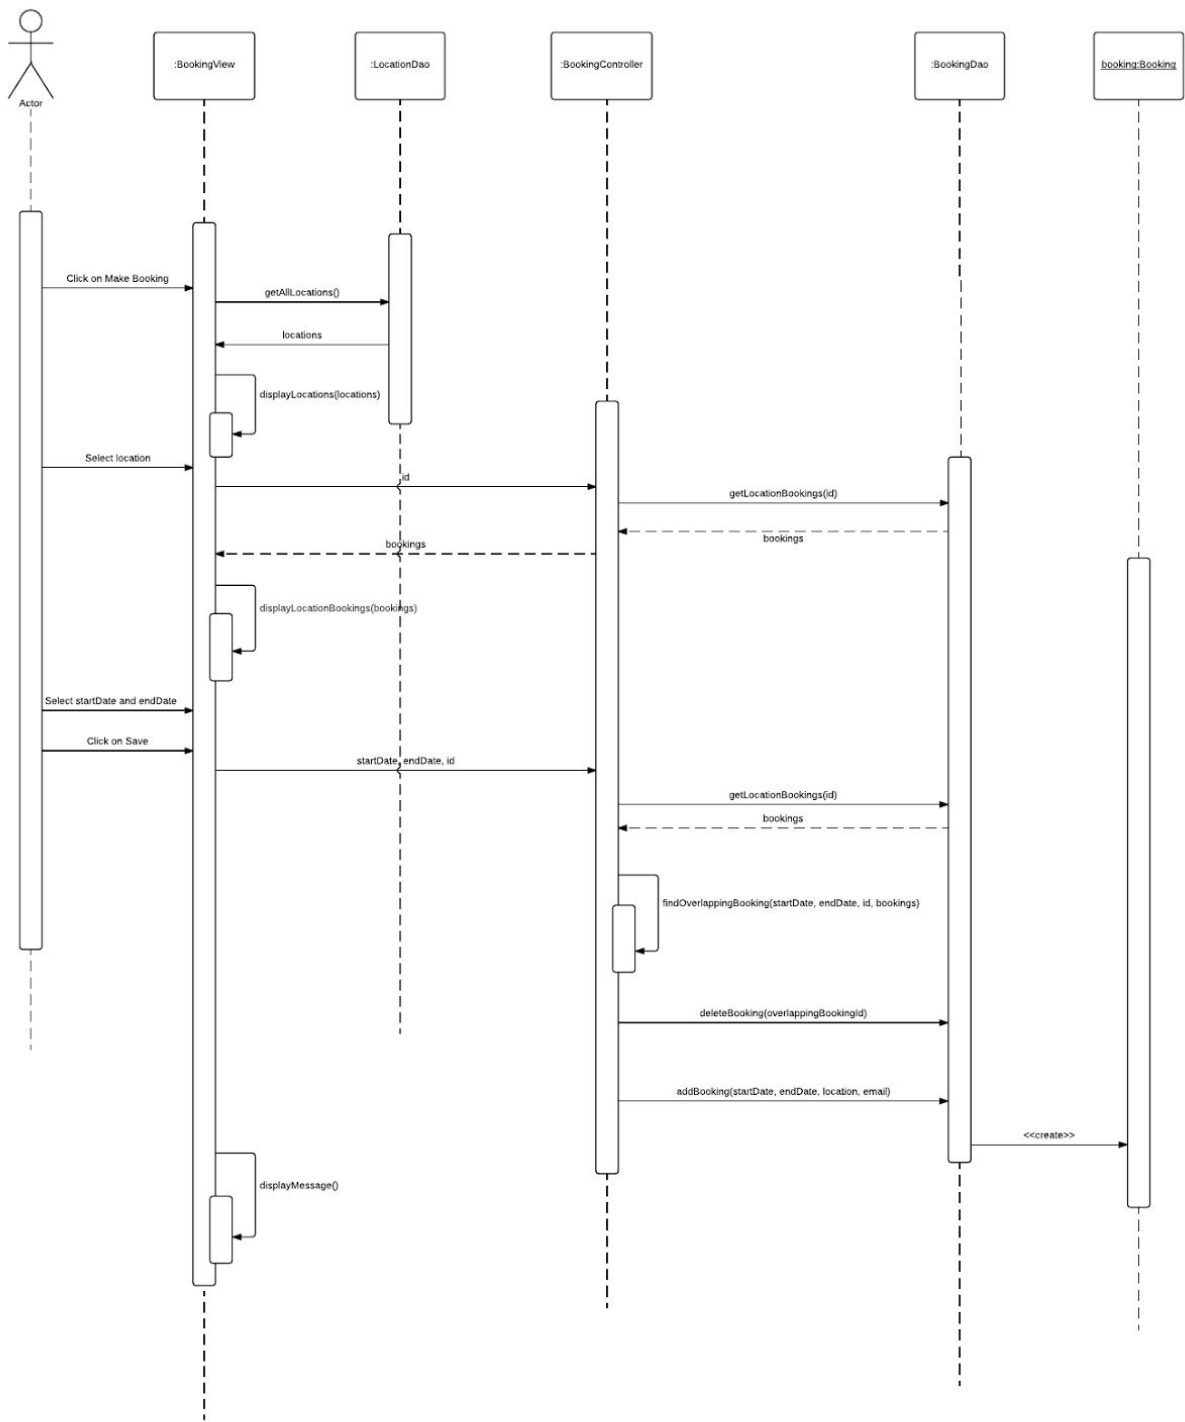 :BookingView
:LocationDao
:BookingController
:BookingDao
booking:Booking
Actor
Click on Make Booking
getAllLocations()
locations
displayLocations(locations)
Select location
id
getLocationBookings(id)
bookings
bookings
displayLocationBookings(bookings)
Select startDate and endDate
Click on Save
startDate, endDate, id
getLocationBookings(id)
bookings
findOverlappingBooking(startDate, endDate, id, bookings)
deleteBooking(overlappingBookingId)
addBooking(startDate, endDate, location, email)
<<create>>
displayMessage()